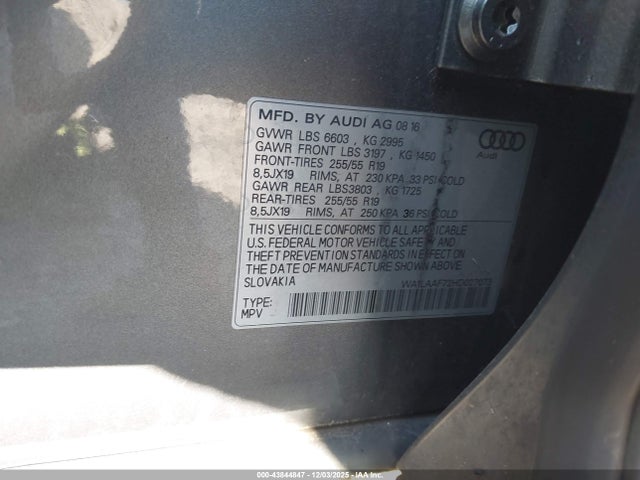 MFD. BY AUDI AG 08 16
GVWR LBS 6603 , KG 2995
GAWR FRONT LBS 3197 , KG 1450
FRONT-TIRES 255/55 R19
8,5JX19 RIMS, AT 230 KPA 33 PSI COLD
GAWR REAR LBS3803 , KG 1725
REAR-TIRES 255/55 R19
8,5JX19 RIMS, AT 250 KPA 36 PSI COLD
Audi
THIS VEHICLE CONFORMS TO ALL APPLICABLE
U.S. FEDERAL MOTOR VEHICLE SAFETY AND
THEFT PREVENTION STANDARDS IN EFFECT ON
THE DATE OF MANUFACTURE SHOWN ABOVE.
SLOVAKIA
TYPE:
MPV
000-43844847 - 12/03/2025 - IAAI.COM